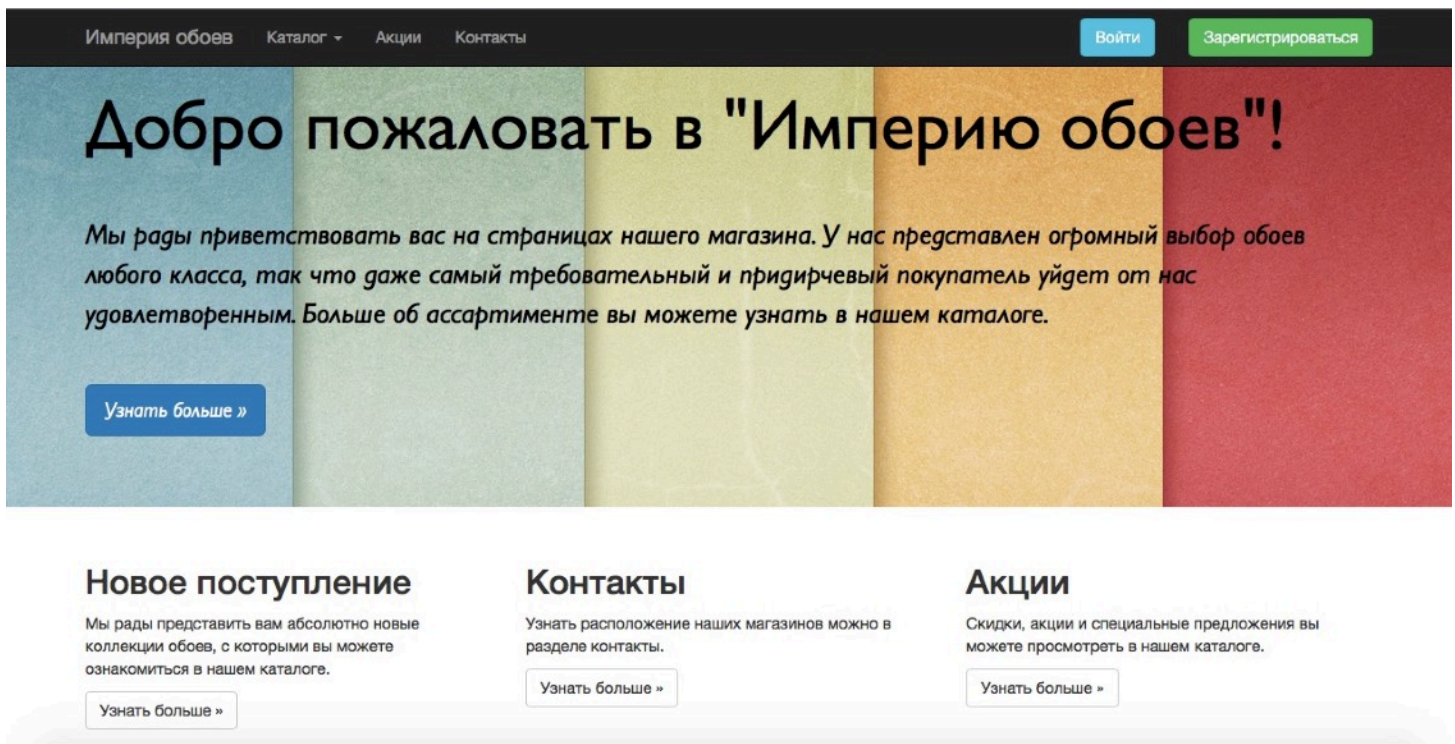 Империя обоев Каталог Акции Контакты Войти Зарегистрироваться
Добро пожаловать в "Империю обоев"!
Мы рады приветствовать вас на страницах нашего магазина. У нас представлен огромный выбор обоев
любого класса, так что даже самый требовательный и придирчевый покупатель уйдет от нас
удовлетворенным. Больше об ассартименте вы можете узнать в нашем каталоге.
Узнать больше »
Новое поступление
Мы рады представить вам абсолютно новые
коллекции обоев, с которыми вы можете
ознакомиться в нашем каталоге.
Узнать больше »
Контакты
Узнать расположение наших магазинов можно в
разделе контакты.
Узнать больше »
Акции
Скидки, акции и специальные предложения вы
можете просмотреть в нашем каталоге.
Узнать больше »